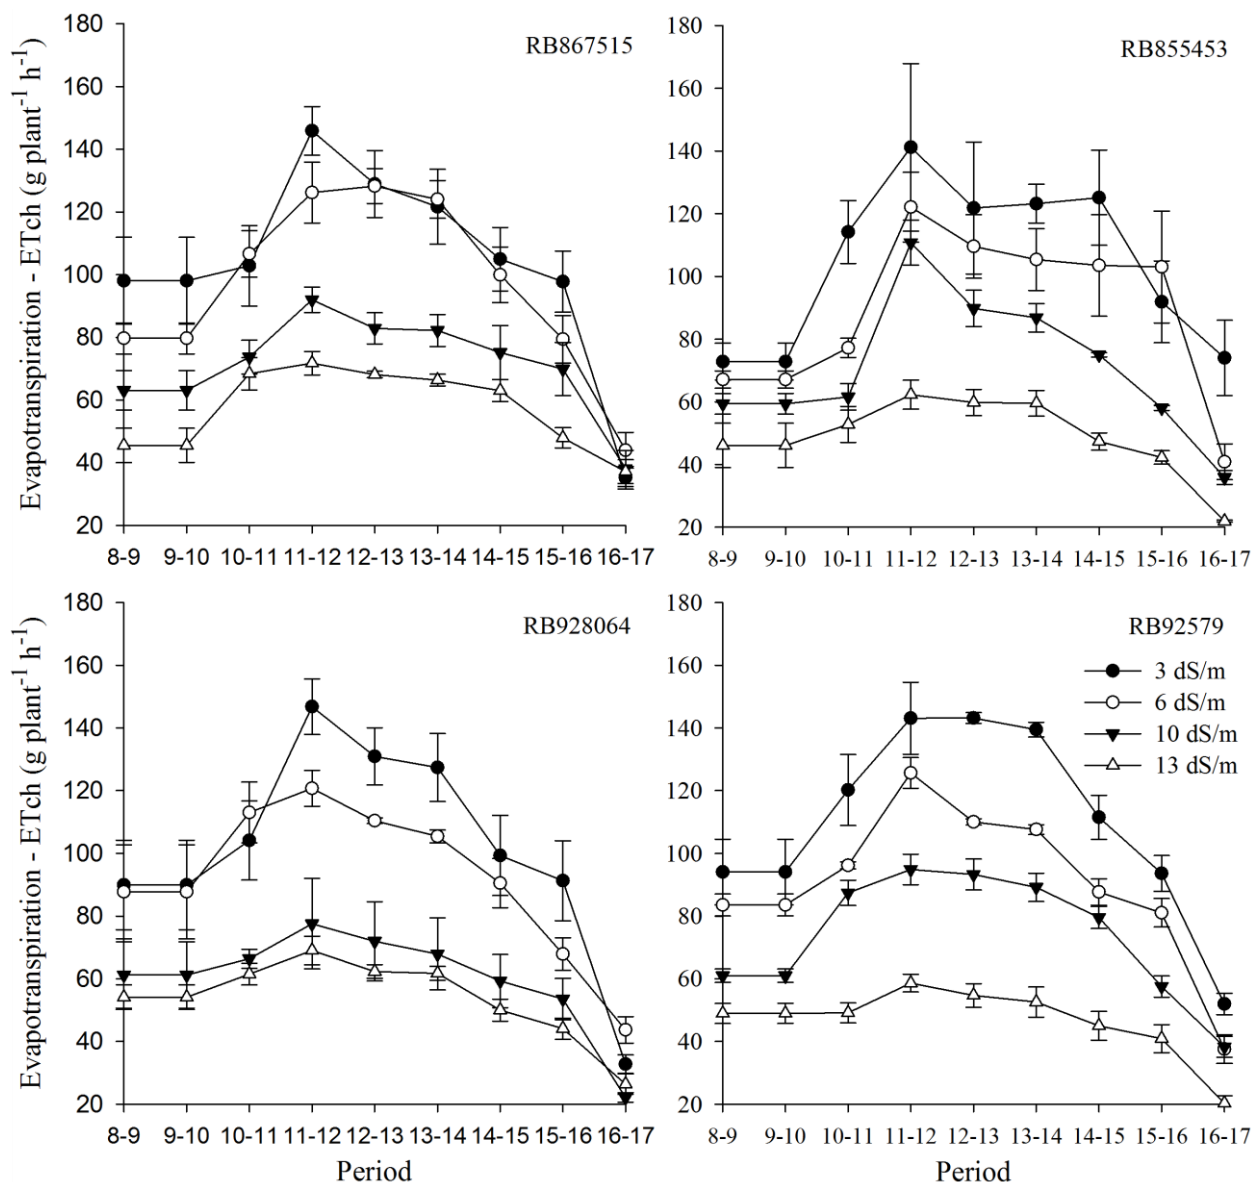 RB867515
Evapotranspiration - ETch (g plant⁻¹ h⁻¹)
180
160
140
120
100
80
60
40
20
8-9 9-10 10-11 11-12 12-13 13-14 14-15 15-16 16-17
RB855453
180
160
140
120
100
80
60
40
20
8-9 9-10 10-11 11-12 12-13 13-14 14-15 15-16 16-17
RB928064
Evapotranspiration - ETch (g plant⁻¹ h⁻¹)
180
160
140
120
100
80
60
40
20
8-9 9-10 10-11 11-12 12-13 13-14 14-15 15-16 16-17
Period
RB92579
3 dS/m
6 dS/m
10 dS/m
13 dS/m
180
160
140
120
100
80
60
40
20
8-9 9-10 10-11 11-12 12-13 13-14 14-15 15-16 16-17
Period